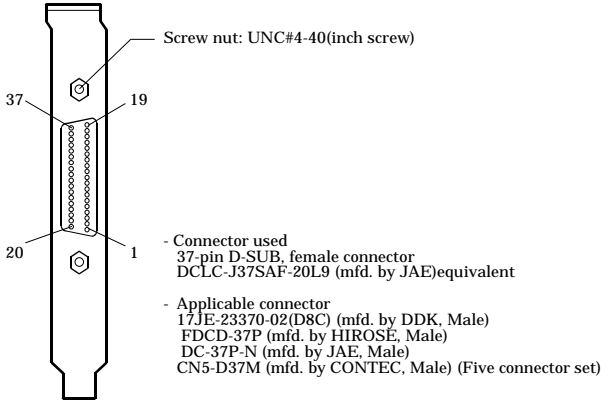 Screw nut: UNC#4-40(inch screw)
37
19
20
1
- Connector used
37-pin D-SUB, female connector
DCLC-J37SAF-20L9 (mfd. by JAE)equivalent
- Applicable connector
17JE-23370-02(D8C) (mfd. by DDK, Male)
FDCD-37P (mfd. by HIROSE, Male)
DC-37P-N (mfd. by JAE, Male)
CN5-D37M (mfd. by CONTEC, Male) (Five connector set)